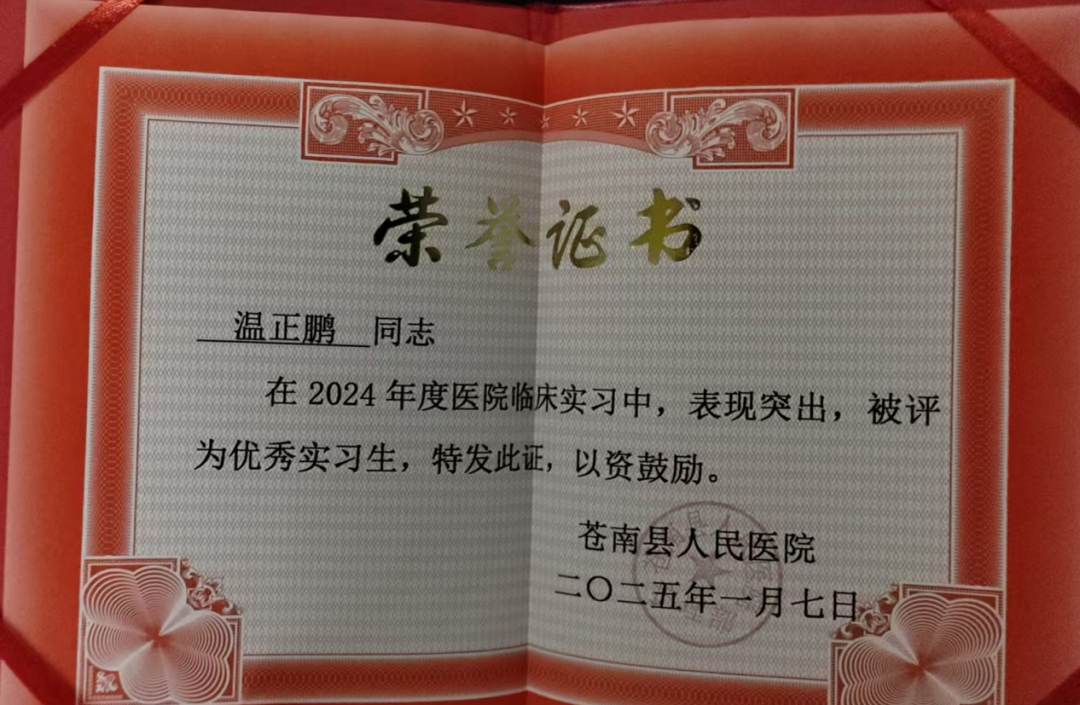 荣誉证书
温正鹏 同志
在 2024 年度医院临床实习中，表现突出，被评
为优秀实习生，特发此证，以资鼓励。
苍南县人民医院
二〇二五年一月七日